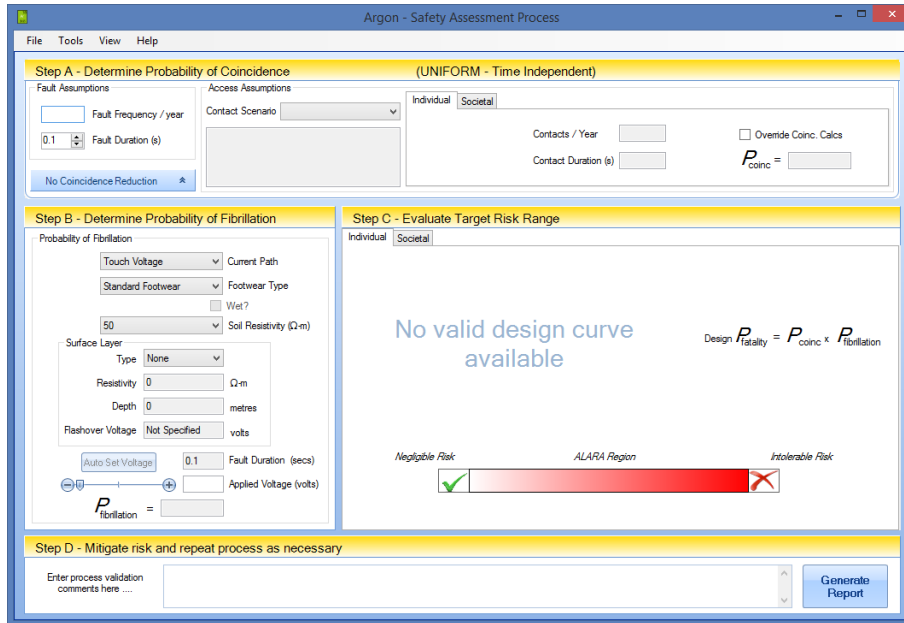 Argon - Safety Assessment Process
File Tools View Help
Step A - Determine Probability of Coincidence (UNIFORM - Time Independent)
Fault Assumptions
Fault Frequency / year
0.1 Fault Duration (s)
No Coincidence Reduction
Access Assumptions
Contact Scenario
Individual Societal
Contacts / Year
Contact Duration (s)
Override Coinc. Calcs
Pcoinc =
Step B - Determine Probability of Fibrillation
Probability of Fibrillation
Touch Voltage Current Path
Standard Footwear Footwear Type
Wet?
50 Soil Resistivity (Ω-m)
Surface Layer
Type None
Resistivity 0 Ω-m
Depth 0 metres
Flashover Voltage Not Specified volts
Auto Set Voltage 0.1 Fault Duration (secs)
Applied Voltage (volts)
Pfibrillation =
Step C - Evaluate Target Risk Range
Individual Societal
No valid design curve
available
Design Pfatality = Pcoinc x Pfibrillation
Negligible Risk ALARA Region Intolerable Risk
Step D - Mitigate risk and repeat process as necessary
Enter process validation
comments here ....
Generate
Report